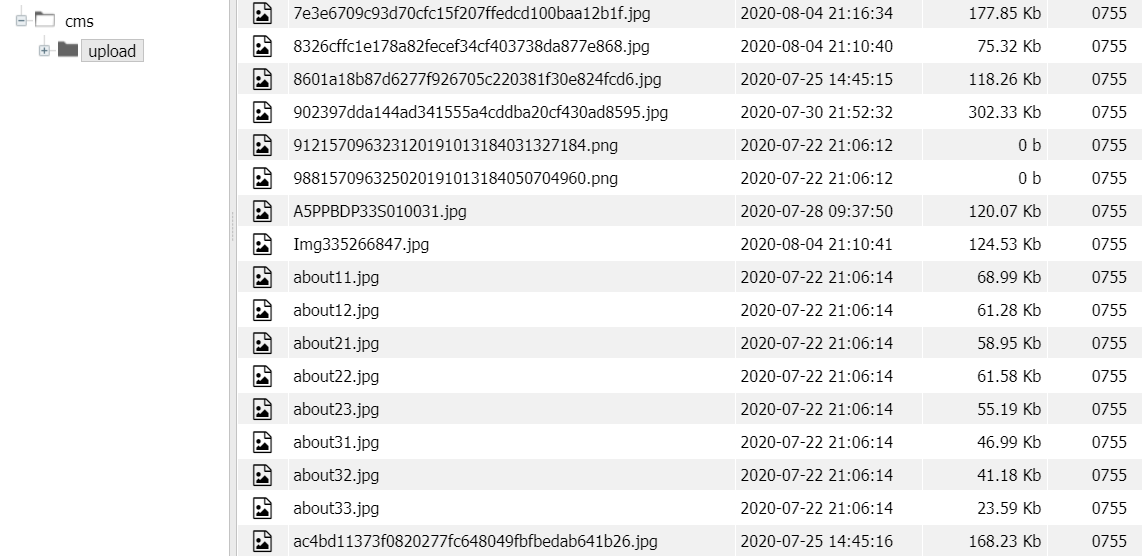 cms
upload
7e3e6709c93d70cfc15f207ffedcd100baa12b1f.jpg 2020-08-04 21:16:34 177.85 Kb 0755
8326cffc1e178a82fecef34cf403738da877e868.jpg 2020-08-04 21:10:40 75.32 Kb 0755
8601a18b87d6277f926705c220381f30e824fcd6.jpg 2020-07-25 14:45:15 118.26 Kb 0755
902397dda144ad341555a4cddba20cf430ad8595.jpg 2020-07-30 21:52:32 302.33 Kb 0755
91215709632312019101318403132​7184.png 2020-07-22 21:06:12 0 b 0755
988157096325020191013184050704960.png 2020-07-22 21:06:12 0 b 0755
A5PPBDP33S010031.jpg 2020-07-28 09:37:50 120.07 Kb 0755
Img335266847.jpg 2020-08-04 21:10:41 124.53 Kb 0755
about11.jpg 2020-07-22 21:06:14 68.99 Kb 0755
about12.jpg 2020-07-22 21:06:14 61.28 Kb 0755
about21.jpg 2020-07-22 21:06:14 58.95 Kb 0755
about22.jpg 2020-07-22 21:06:14 61.58 Kb 0755
about23.jpg 2020-07-22 21:06:14 55.19 Kb 0755
about31.jpg 2020-07-22 21:06:14 46.99 Kb 0755
about32.jpg 2020-07-22 21:06:14 41.18 Kb 0755
about33.jpg 2020-07-22 21:06:14 23.59 Kb 0755
ac4bd11373f0820277fc648049fbfbedab641b26.jpg 2020-07-25 14:45:16 168.23 Kb 0755